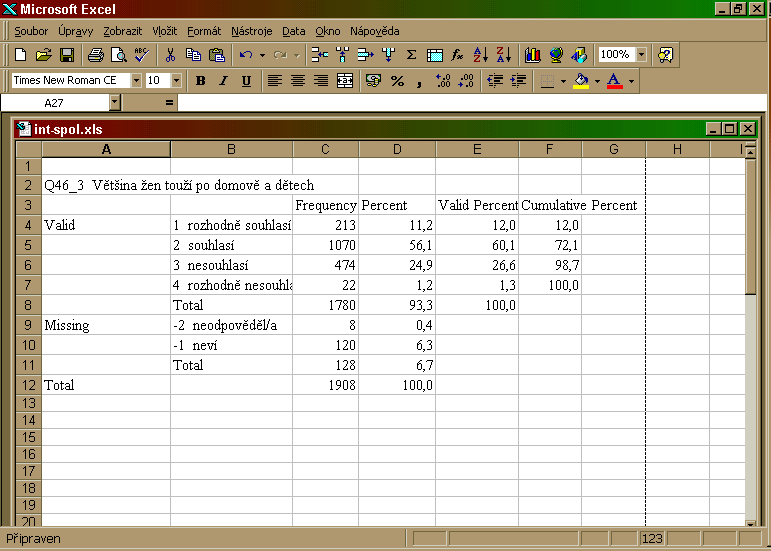 Microsoft Excel
Soubor Úpravy Zobrazit Vložit Formát Nástroje Data Okno Nápověda
100%
Times New Roman CE 10 B I U
A27 =
int-spol.xls
A B C D E F G H I
1
2 Q46_3 Většina žen touží po domově a dětech
3 Frequency Percent Valid Percent Cumulative Percent
4 Valid 1 rozhodně souhlasí 213 11,2 12,0 12,0
5 2 souhlasí 1070 56,1 60,1 72,1
6 3 nesouhlasí 474 24,9 26,6 98,7
7 4 rozhodně nesouhla 22 1,2 1,3 100,0
8 Total 1780 93,3 100,0
9 Missing -2 neodpověděl/a 8 0,4
10 -1 neví 120 6,3
11 Total 128 6,7
12 Total 1908 100,0
13
14
15
16
17
18
19
20
Připraven 123